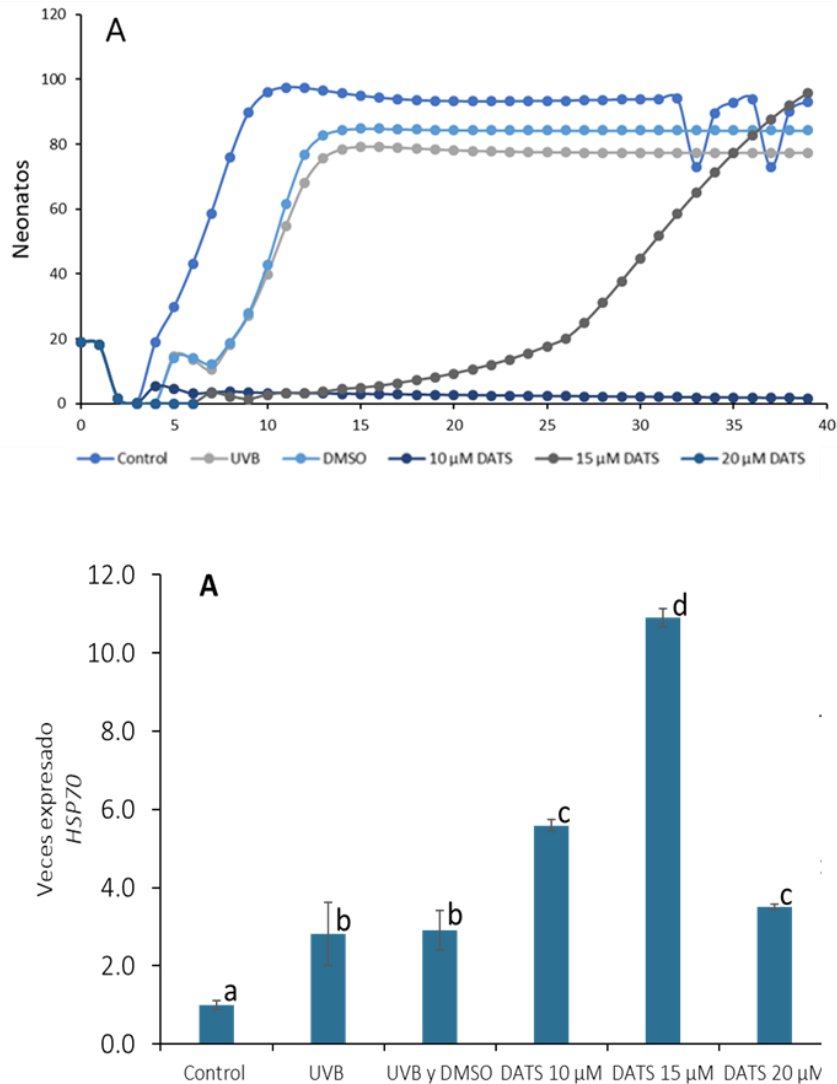 A
120
100
80
60
40
20
0
Neonatos
0 5 10 15 20 25 30 35 40
Control UVB DMSO 10 µM DATS 15 µM DATS 20 µM DATS
A
12.0
10.0
8.0
6.0
4.0
2.0
0.0
Veces expresado
HSP70
a
b
b
c
d
c
Control UVB UVB y DMSO DATS 10 µM DATS 15 µM DATS 20 µM